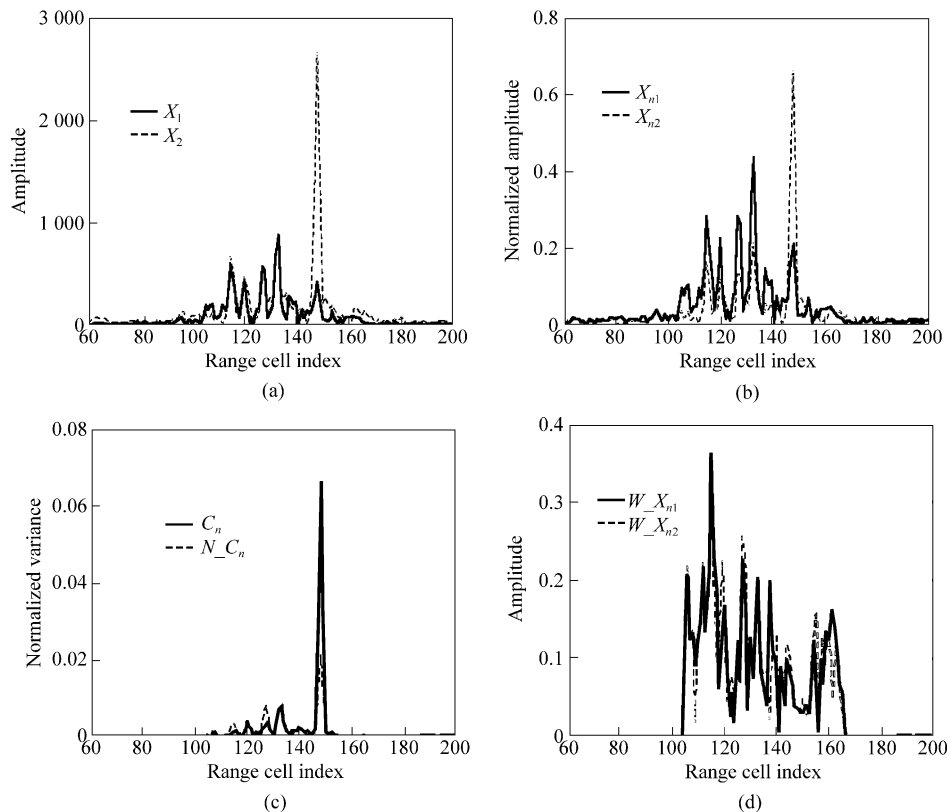 3 000
2 000
1 000
0
60 80 100 120 140 160 180 200
Amplitude
X1
X2
Range cell index
(a)
0.8
0.6
0.4
0.2
0
60 80 100 120 140 160 180 200
Normalized amplitude
Xn1
Xn2
Range cell index
(b)
0.08
0.06
0.04
0.02
0
60 80 100 120 140 160 180 200
Normalized variance
Cn
N_Cn
Range cell index
(c)
0.4
0.3
0.2
0.1
0
60 80 100 120 140 160 180 200
Amplitude
W_Xn1
W_Xn2
Range cell index
(d)